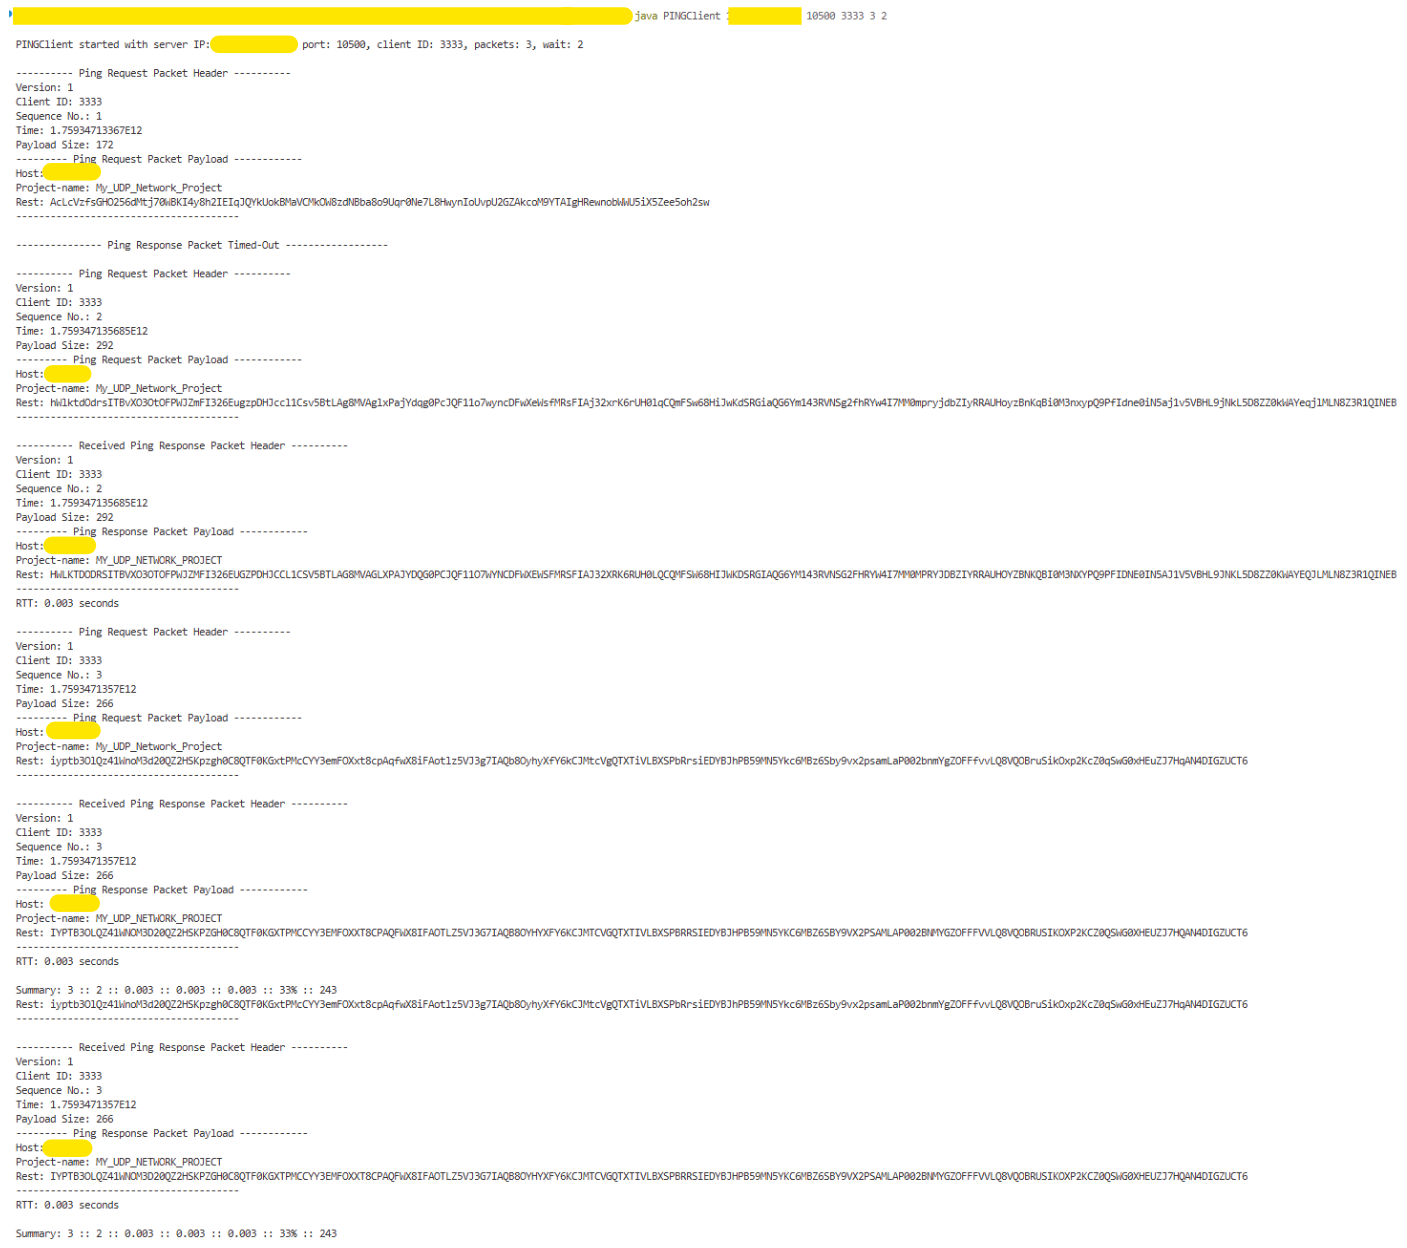 java PINGClient 10500 3333 3 2
PINGClient started with server IP: port: 10500, client ID: 3333, packets: 3, wait: 2
---------- Ping Request Packet Header ----------
Version: 1
Client ID: 3333
Sequence No.: 1
Time: 1.75934713367E12
Payload Size: 172
--------- Ping Request Packet Payload ------------
Host:
Project-name: My_UDP_Network_Project
Rest: AcLcVzfsGHO256dMtj70WBKI4y8h2IEIqJQYkUokBMaVCMkOW8zdNBba8o9Uqr0Ne7L8HwynIoUvpU2GZAkcoM9YTAIgHRewnobWWU5iX5Zee5oh2sw
---------------------------------------
--------------- Ping Response Packet Timed-Out ------------------
---------- Ping Request Packet Header ----------
Version: 1
Client ID: 3333
Sequence No.: 2
Time: 1.759347135685E12
Payload Size: 292
--------- Ping Request Packet Payload ------------
Host:
Project-name: My_UDP_Network_Project
Rest: hWlktdOdrsITBvXO3OtOFPWJZmFI326EugzpDHJccl1Csv5BtLAg8MVAglxPajYdqg0PcJQF11o7wyncDFwXeWsfMRsFIAj32xrK6rUH0lqCQmFSw68HiJwKdSRGiaQG6Ym143RVNSg2fhRYw4I7MM0mpryjdbZIyRRAUHoyzBnKqBi0M3nxypQ9PfIdne0iN5aj1v5VBHL9jNkL5D8ZZ0kWAYeqjlMLN8Z3R1QINEB
---------------------------------------
---------- Received Ping Response Packet Header ----------
Version: 1
Client ID: 3333
Sequence No.: 2
Time: 1.759347135685E12
Payload Size: 292
--------- Ping Response Packet Payload ------------
Host:
Project-name: MY_UDP_NETWORK_PROJECT
Rest: HWLKTDODRSITBVXO3OTOFPWJZMFI326EUGZPDHJCCL1CSV5BTLAG8MVAGLXPAJYDQG0PCJQF11O7WYNCDFWXEWSFMRSFIAJ32XRK6RUH0LQCQMFSW68HIJWKDSRGIAQG6YM143RVNSG2FHRYW4I7MM0MPRYJDBZIYRRAUHOYZBNKQBI0M3NXYPQ9PFIDNE0IN5AJ1V5VBHL9JNKL5D8ZZ0KWAYEQJLMLN8Z3R1QINEB
---------------------------------------
RTT: 0.003 seconds
---------- Ping Request Packet Header ----------
Version: 1
Client ID: 3333
Sequence No.: 3
Time: 1.7593471357E12
Payload Size: 266
--------- Ping Request Packet Payload ------------
Host:
Project-name: My_UDP_Network_Project
Rest: iyptb3OlQz41WnoM3d20QZ2HSKpzgh0C8QTF0KGxtPMcCYY3emFOXxt8cpAqfwX8iFAotlz5VJ3g7IAQb8OyhyXfY6kCJMtcVgQTXTiVLBXSPbRrsiEDYBJhPB59MN5Ykc6MBz6Sby9vx2psamLaP002bnmYgZOFFfvvLQ8VQOBruSikOxp2KcZ0qSwG0xHEuZJ7HqAN4DIGZUCT6
---------------------------------------
---------- Received Ping Response Packet Header ----------
Version: 1
Client ID: 3333
Sequence No.: 3
Time: 1.7593471357E12
Payload Size: 266
--------- Ping Response Packet Payload ------------
Host:
Project-name: MY_UDP_NETWORK_PROJECT
Rest: IYPTB3OLQZ41WNOM3D20QZ2HSKPZGH0C8QTF0KGXTPMCCYY3EMFOXXT8CPAQFWX8IFAOTLZ5VJ3G7IAQB8OYHYXFY6KCJMTCVGQTXTIVLBXSPBRRSIEDYBJHPB59MN5YKC6MBZ6SBY9VX2PSAMLAP002BNMYGZOFFFVVLQ8VQOBRUSIKOXP2KCZ0QSWG0XHEUZJ7HQAN4DIGZUCT6
---------------------------------------
RTT: 0.003 seconds
Summary: 3 :: 2 :: 0.003 :: 0.003 :: 0.003 :: 33% :: 243
Rest: iyptb3OlQz41WnoM3d20QZ2HSKpzgh0C8QTF0KGxtPMcCYY3emFOXxt8cpAqfwX8iFAotlz5VJ3g7IAQb8OyhyXfY6kCJMtcVgQTXTiVLBXSPbRrsiEDYBJhPB59MN5Ykc6MBz6Sby9vx2psamLaP002bnmYgZOFFfvvLQ8VQOBruSikOxp2KcZ0qSwG0xHEuZJ7HqAN4DIGZUCT6
---------------------------------------
---------- Received Ping Response Packet Header ----------
Version: 1
Client ID: 3333
Sequence No.: 3
Time: 1.7593471357E12
Payload Size: 266
--------- Ping Response Packet Payload ------------
Host:
Project-name: MY_UDP_NETWORK_PROJECT
Rest: IYPTB3OLQZ41WNOM3D20QZ2HSKPZGH0C8QTF0KGXTPMCCYY3EMFOXXT8CPAQFWX8IFAOTLZ5VJ3G7IAQB8OYHYXFY6KCJMTCVGQTXTIVLBXSPBRRSIEDYBJHPB59MN5YKC6MBZ6SBY9VX2PSAMLAP002BNMYGZOFFFVVLQ8VQOBRUSIKOXP2KCZ0QSWG0XHEUZJ7HQAN4DIGZUCT6
---------------------------------------
RTT: 0.003 seconds
Summary: 3 :: 2 :: 0.003 :: 0.003 :: 0.003 :: 33% :: 243